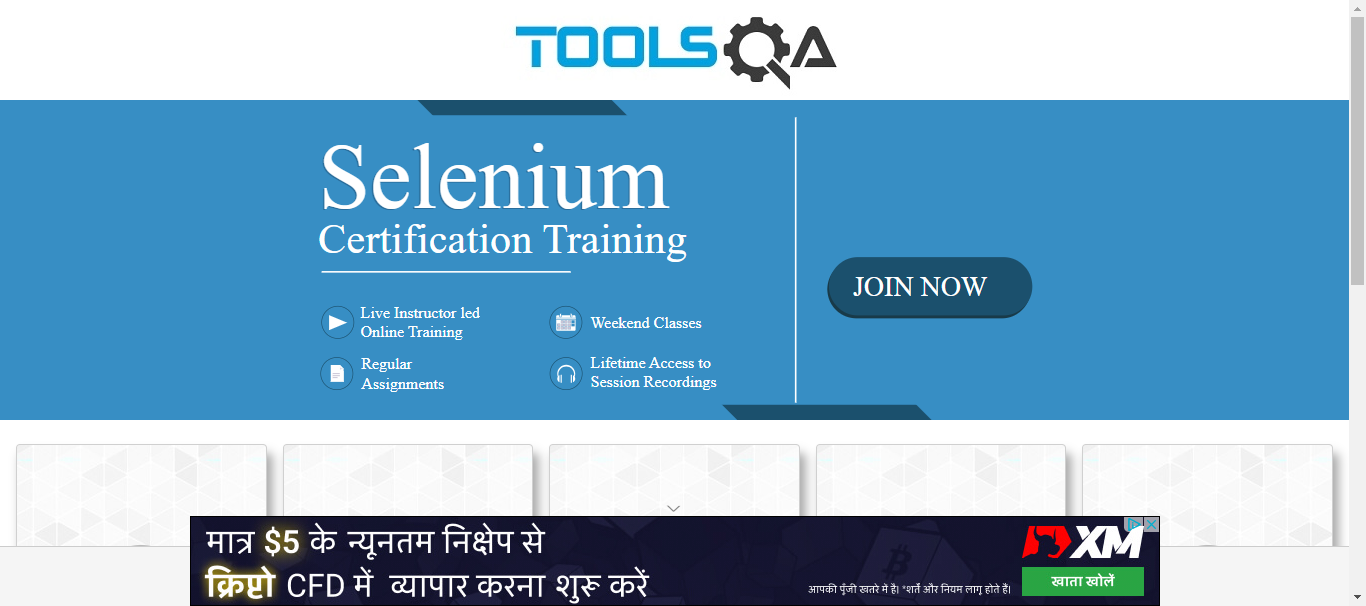 TOOLSQA
Selenium
Certification Training
Live Instructor led
Online Training
Weekend Classes
Regular
Assignments
Lifetime Access to
Session Recordings
JOIN NOW
मात्र $5 के न्यूनतम निक्षेप से
क्रिप्टो CFD में व्यापार करना शुरू करें
आपकी पूँजी खतरे में है। *शर्तें और नियम लागू होते हैं।
XM
खाता खोलें